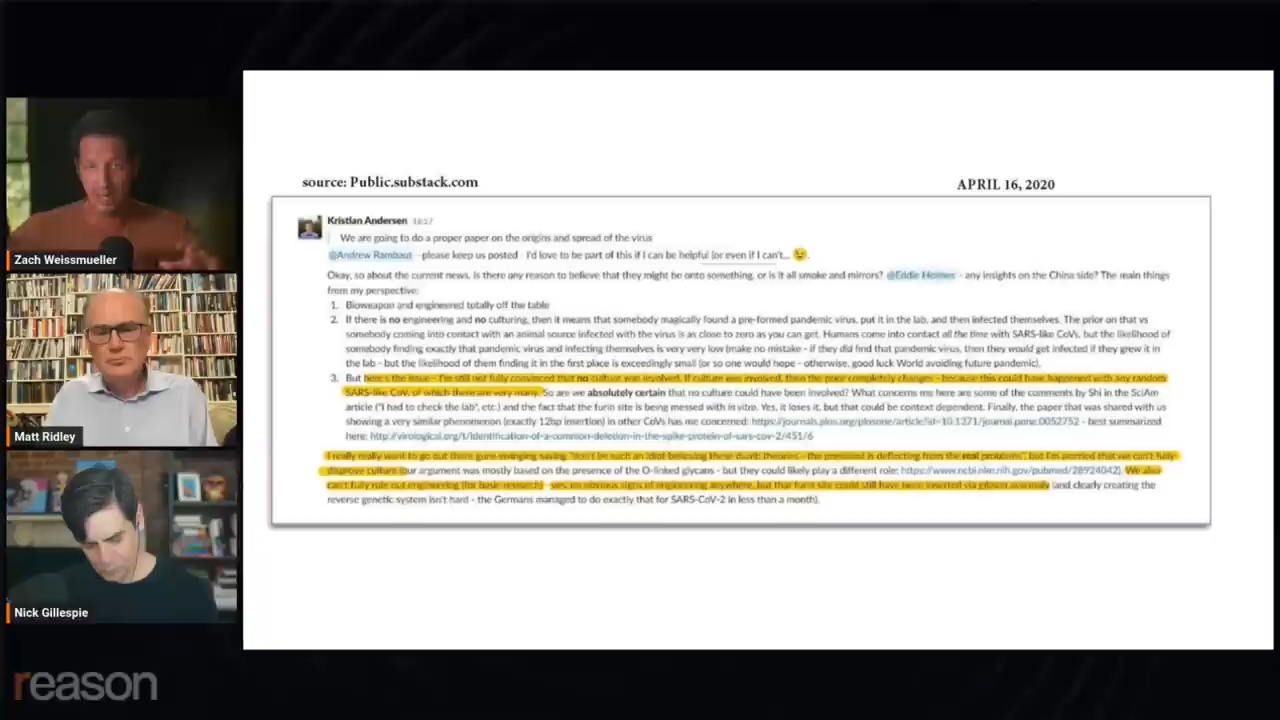 source: Public.substack.com
APRIL 16, 2020
Kristian Andersen 18:57
We are going to do a proper paper on the origins and spread of the virus
@Andrew Rambaut - please keep us posted - I'd love to be part of this if I can be helpful (or even if I can't...
Okay, so about the current news. Is there any reason to believe that they might be onto something, or is it all smoke and mirrors? @Eddie Holmes - any insights on the China side? The main things
from my perspective:
1. Bioweapon and engineered totally off the table
2. If there is no engineering and no culturing, then it means that somebody magically found a pre-formed pandemic virus, put it in the lab, and then infected themselves. The prior on that vs
somebody coming into contact with an animal source infected with the virus is as close to zero as you can get. Humans come into contact all the time with SARS-like CoVs, but the likelihood of
somebody finding exactly that pandemic virus and infecting themselves is very very low (make no mistake - if they did find that pandemic virus, then they would get infected if they grew it in
the lab - but the likelihood of them finding it in the first place is exceedingly small (or so one would hope - otherwise, good luck World avoiding future pandemic).
3. But here's the issue - I'm still not fully convinced that no culture was involved. If culture was involved, then the prior completely changes - because this could have happened with any random
SARS-like CoV, of which there are very many. So are we absolutely certain that no culture could have been involved? What concerns me here are some of the comments by Shi in the SciAm
article ("I had to check the lab", etc.) and the fact that the furin site is being messed with in vitro. Yes, it loses it, but that could be context dependent. Finally, the paper that was shared with us
showing a very similar phenomenon (exactly 12bp insertion) in other CoVs has me concerned: https://journals.plos.org/plosone/article?id=10.1371/journal.pone.0052752 - best summarized
here: http://virological.org/t/identification-of-a-common-deletion-in-the-spike-protein-of-sars-cov-2/451/6
I really really want to go out there guns swinging saying "don't be such an idiot believing these dumb theories - the president is deflecting from the real problems", but I'm worried that we can't fully
disprove culture (our argument was mostly based on the presence of the O-linked glycans - but they could likely play a different role: https://www.ncbi.nlm.nih.gov/pubmed/28924042). We also
can't fully rule out engineering (for basic research) - yes, no obvious signs of engineering anywhere, but that furin site could still have been inserted via gibson assembly (and clearly creating the
reverse genetic system isn't hard - the Germans managed to do exactly that for SARS-CoV-2 in less than a month).
Zach Weissmueller
Matt Ridley
Nick Gillespie
reason